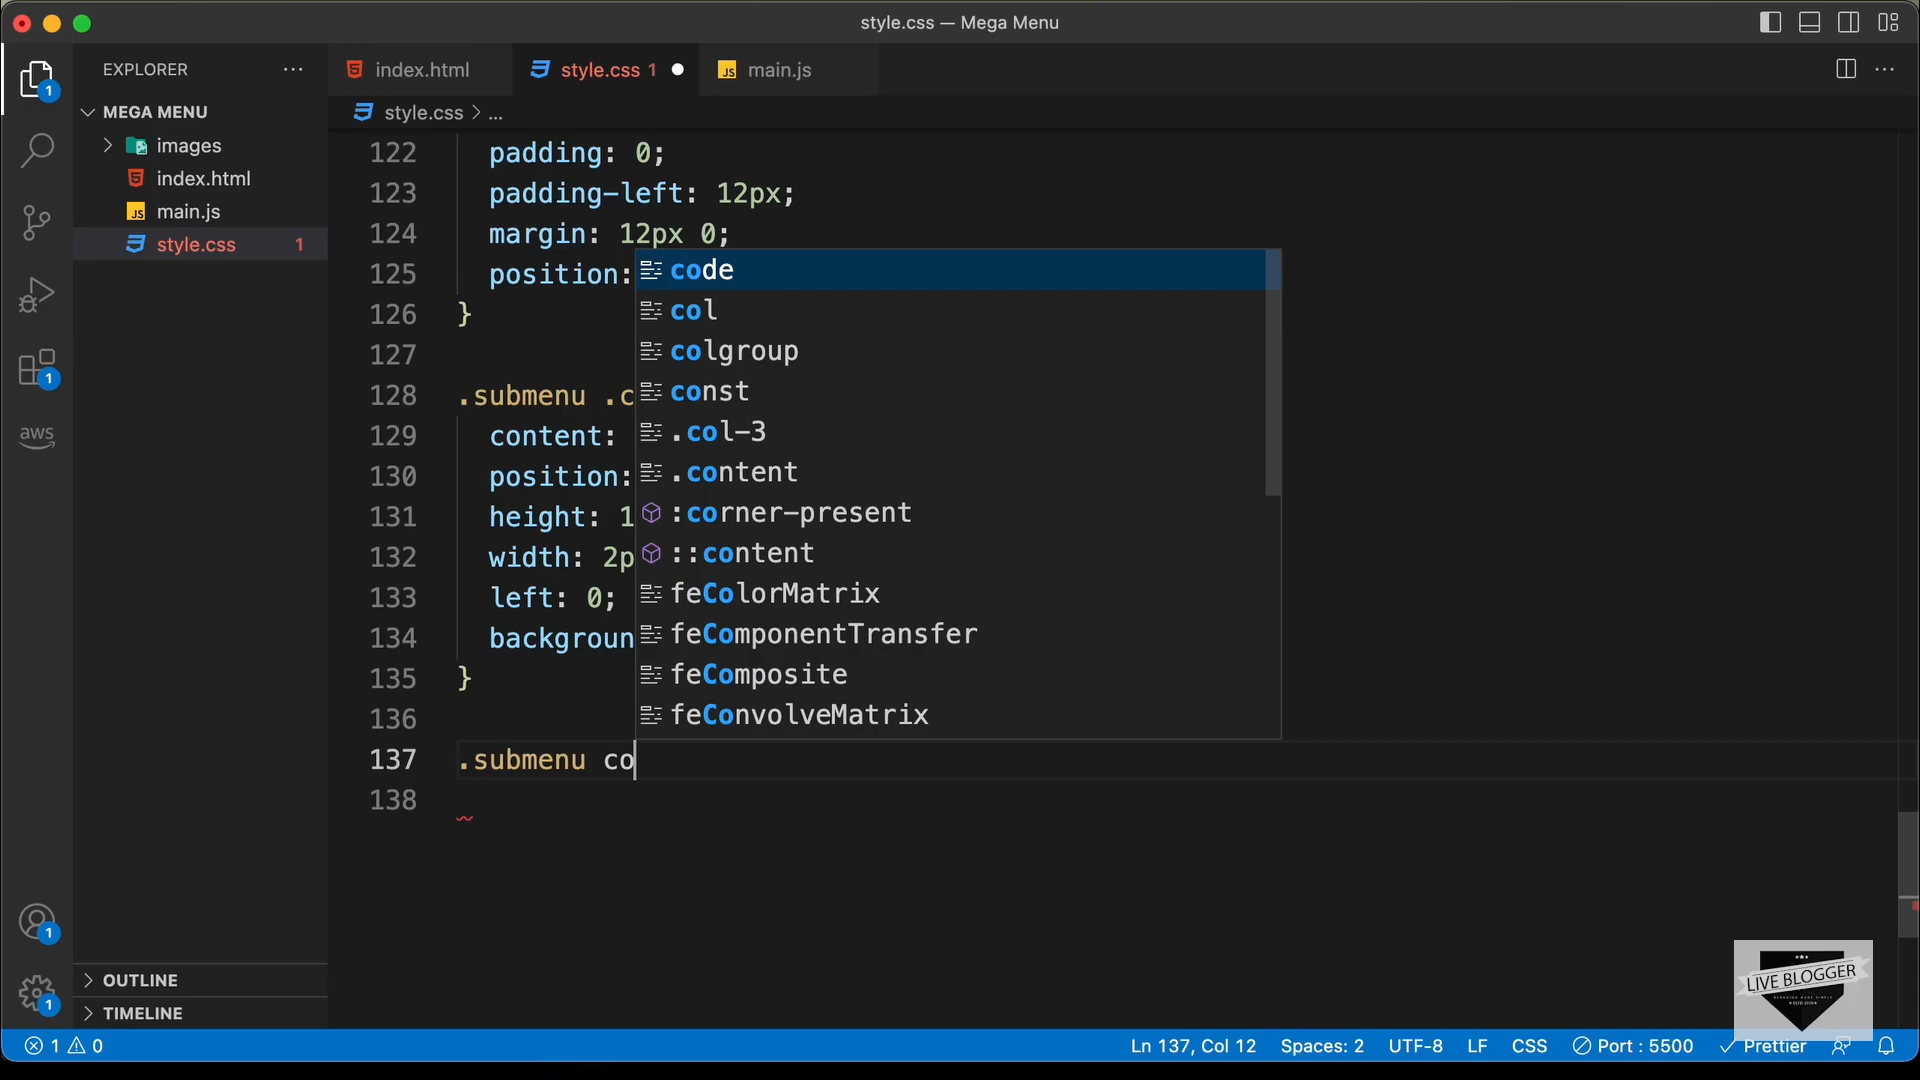 style.css — Mega Menu
EXPLORER
index.html
style.css 1
main.js
MEGA MENU
images
index.html
main.js
style.css 1
style.css > ...
122 padding: 0;
123 padding-left: 12px;
124 margin: 12px 0;
125 position:
126 }
127
128 .submenu .c
129 content:
130 position:
131 height: 1
132 width: 2p
133 left: 0;
134 backgroun
135 }
136
137 .submenu co
138
code
col
colgroup
const
.col-3
.content
:corner-present
::content
feColorMatrix
feComponentTransfer
feComposite
feConvolveMatrix
1
1
aws
1
1
OUTLINE
TIMELINE
LIVE BLOGGER
1 0
Ln 137, Col 12
Spaces: 2
UTF-8
LF
CSS
Port : 5500
Prettier